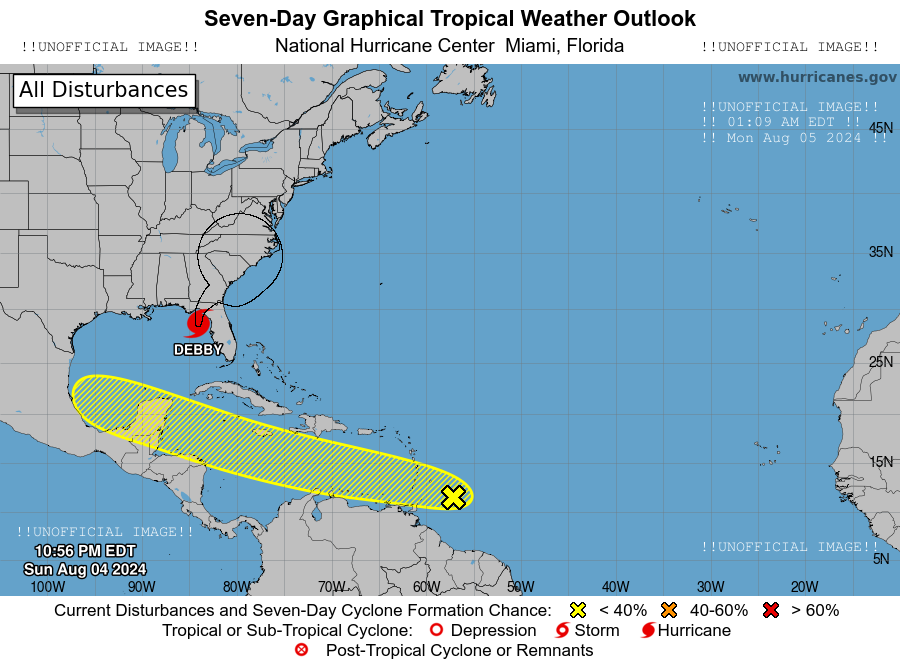 Seven-Day Graphical Tropical Weather Outlook
!!UNOFFICIAL IMAGE!!
National Hurricane Center Miami, Florida
!!UNOFFICIAL IMAGE!!
All Disturbances
www.hurricanes.gov
!!UNOFFICIAL IMAGE!!
!! 01:09 AM EDT !!
!! Mon Aug 05 2024 !!
45N
35N
DEBBY
25N
15N
!!UNOFFICIAL IMAGE!!
!!UNOFFICIAL IMAGE!!
10:56 PM EDT
Sun Aug 04 2024
5N
100W 90W 80W 70W 60W 50W 40W 30W 20W
Current Disturbances and Seven-Day Cyclone Formation Chance: < 40% 40-60% > 60%
Tropical or Sub-Tropical Cyclone: Depression Storm Hurricane
Post-Tropical Cyclone or Remnants